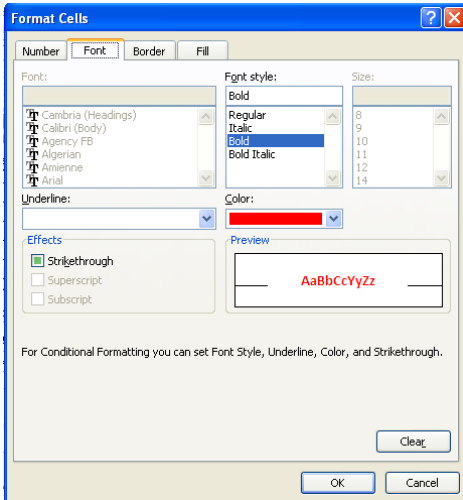 Format Cells
Number Font Border Fill
Font: Font style: Size:
Bold
Cambria (Headings) Regular 8
Calibri (Body) Italic 9
Agency FB Bold 10
Algerian Bold Italic 11
Amienne 12
Arial 14
Underline: Color:
Effects Preview
Strikethrough
AaBbCcYyZz
Superscript
Subscript
For Conditional Formatting you can set Font Style, Underline, Color, and Strikethrough.
Clear
OK Cancel